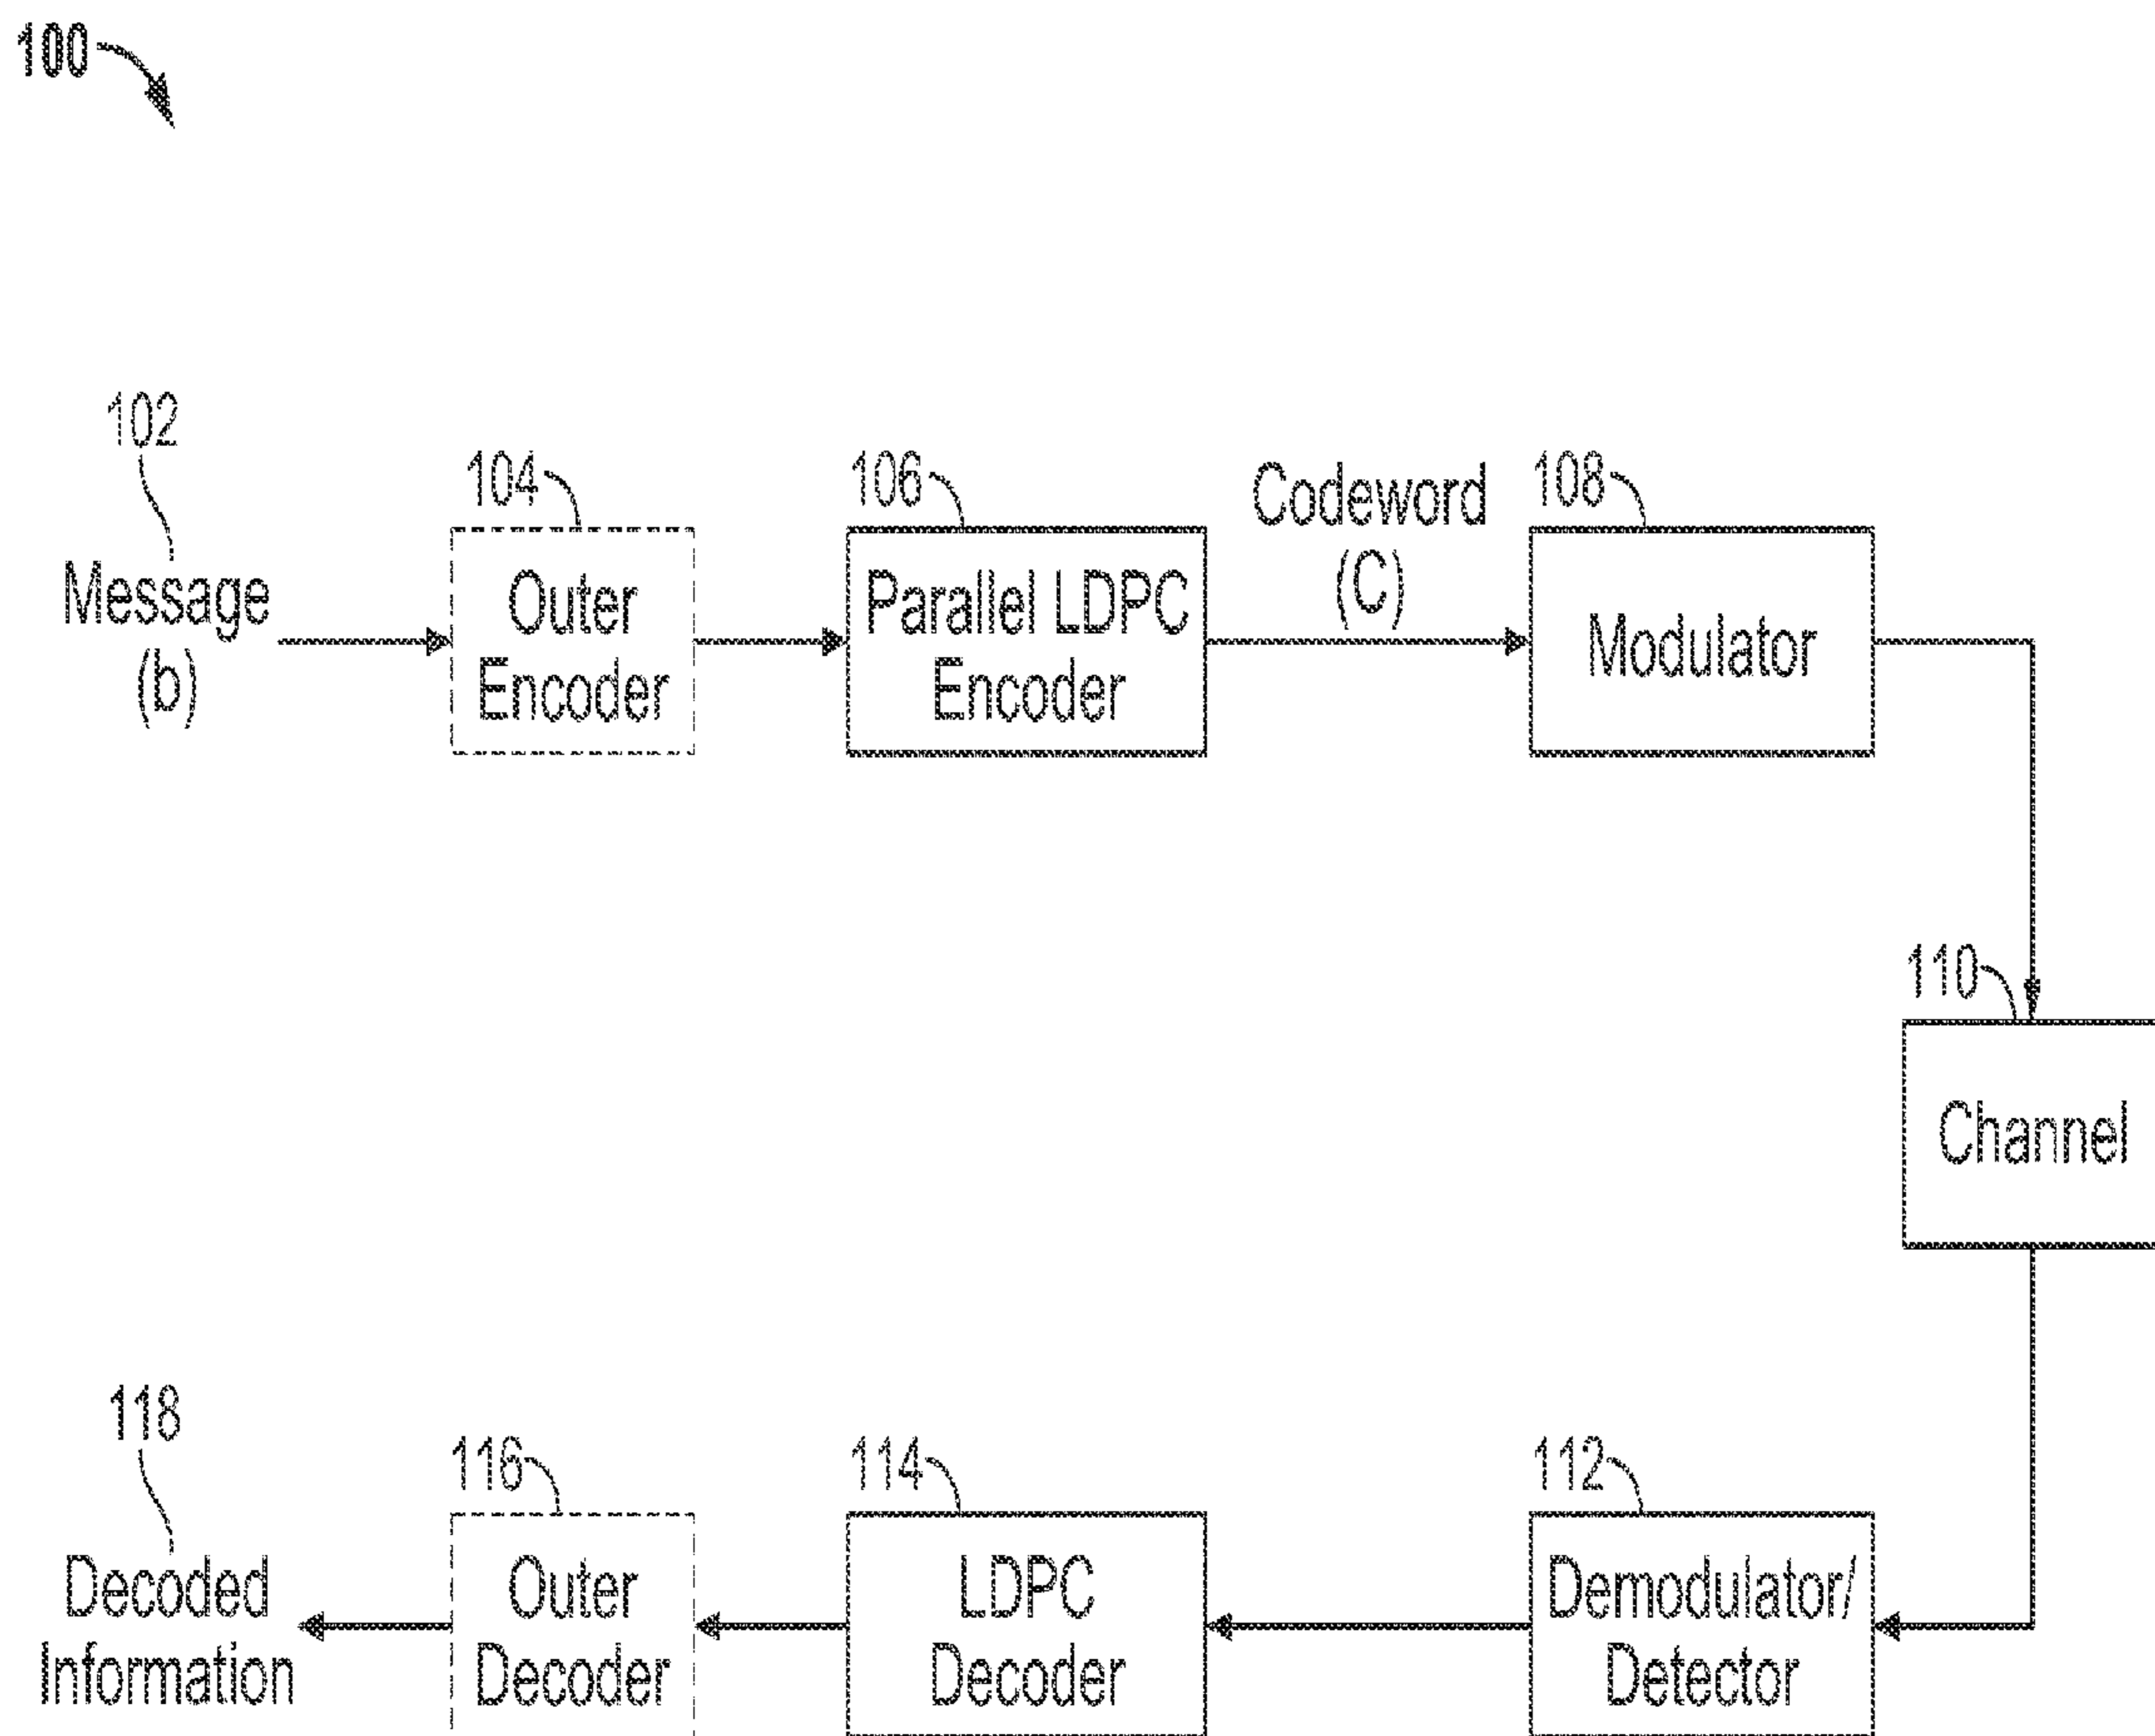 100
102
104
106
Codeword
(C)
108
Message
(b)
Outer
Encoder
Parallel LDPC
Encoder
Modulator
110
Channel
118
116
114
112
Decoded
Information
Outer
Decoder
LDPC
Decoder
Demodulator/
Detector